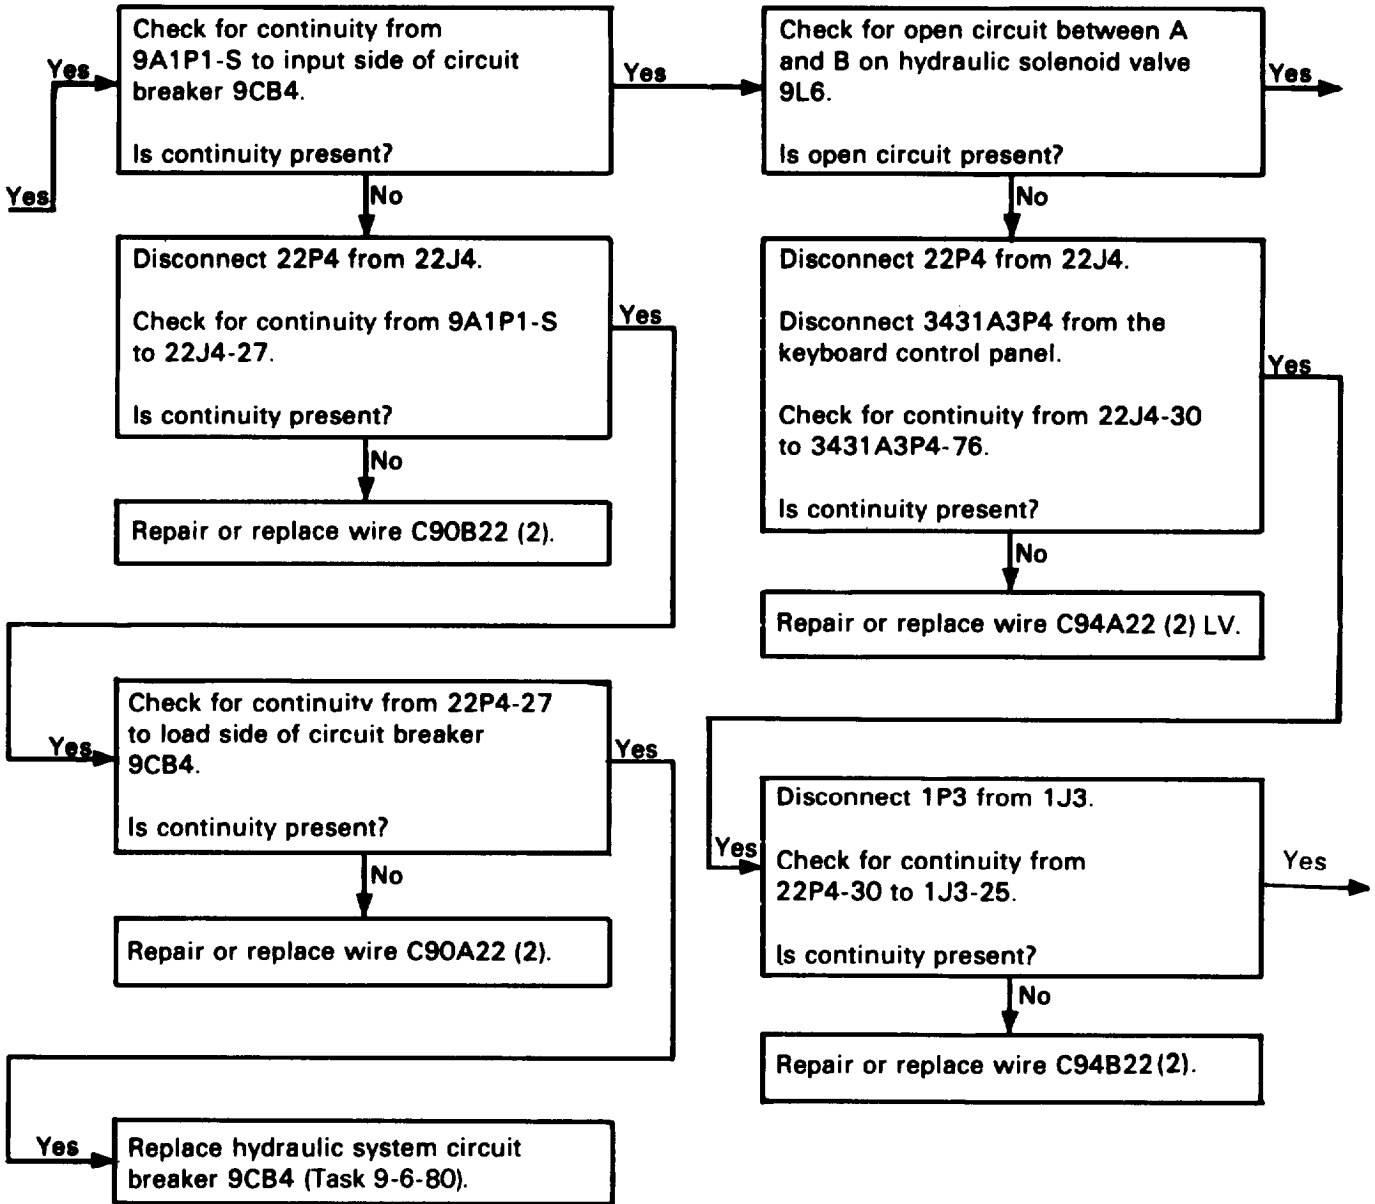 Yes
Yes
Check for continuity from
9A1P1-S to input side of circuit
breaker 9CB4.
Is continuity present?
Yes
No
Disconnect 22P4 from 22J4.
Check for continuity from 9A1P1-S
to 22J4-27.
Is continuity present?
Yes
No
Repair or replace wire C90B22 (2).
Yes
Check for continuity from 22P4-27
to load side of circuit breaker
9CB4.
Is continuity present?
Yes
No
Repair or replace wire C90A22 (2).
Yes
Replace hydraulic system circuit
breaker 9CB4 (Task 9-6-80).
Check for open circuit between A
and B on hydraulic solenoid valve
9L6.
Is open circuit present?
Yes
No
Disconnect 22P4 from 22J4.
Disconnect 3431A3P4 from the
keyboard control panel.
Check for continuity from 22J4-30
to 3431A3P4-76.
Is continuity present?
Yes
No
Repair or replace wire C94A22 (2) LV.
Yes
Disconnect 1P3 from 1J3.
Check for continuity from
22P4-30 to 1J3-25.
Is continuity present?
Yes
No
Repair or replace wire C94B22 (2).